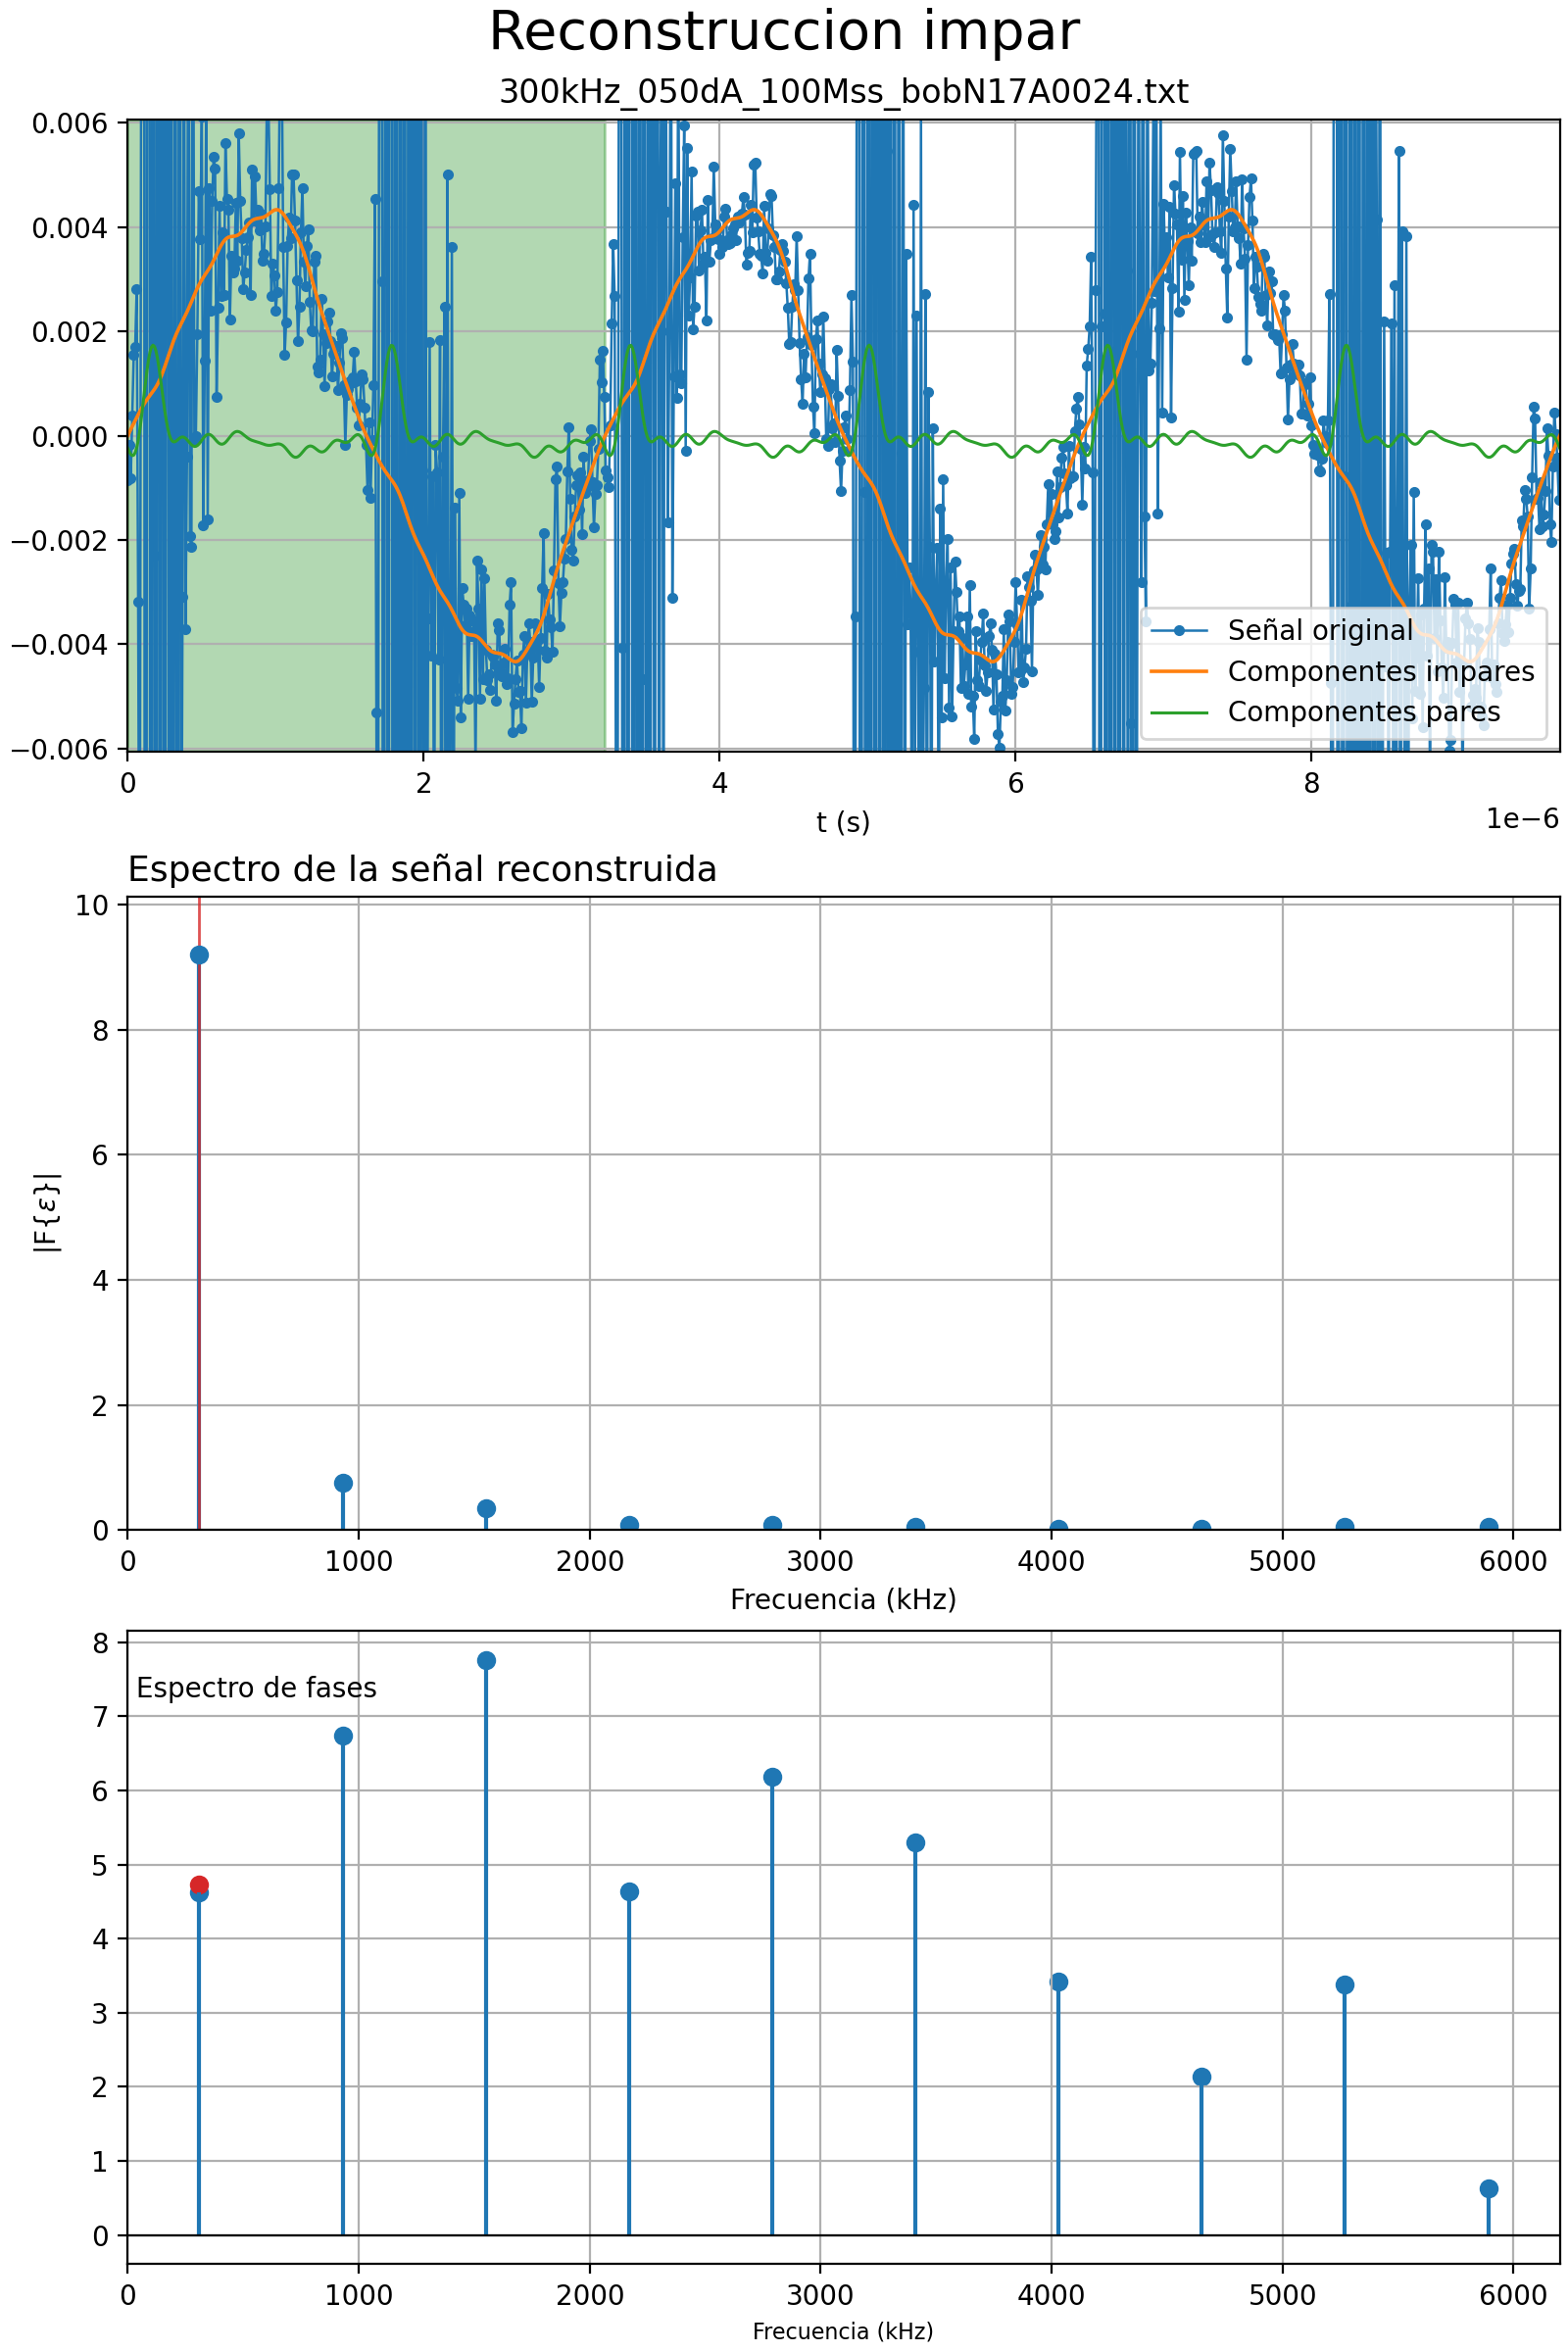 Reconstruccion impar
300kHz_050dA_100Mss_bobN17A0024.txt
0.006
0.004
0.002
0.000
−0.002
−0.004
−0.006
Señal original
Componentes impares
Componentes pares
0 2 4 6 8
1e−6
t (s)
Espectro de la señal reconstruida
10
8
6
4
2
0
|F{ε}|
0 1000 2000 3000 4000 5000 6000
Frecuencia (kHz)
8
Espectro de fases
7
6
5
4
3
2
1
0
0 1000 2000 3000 4000 5000 6000
Frecuencia (kHz)